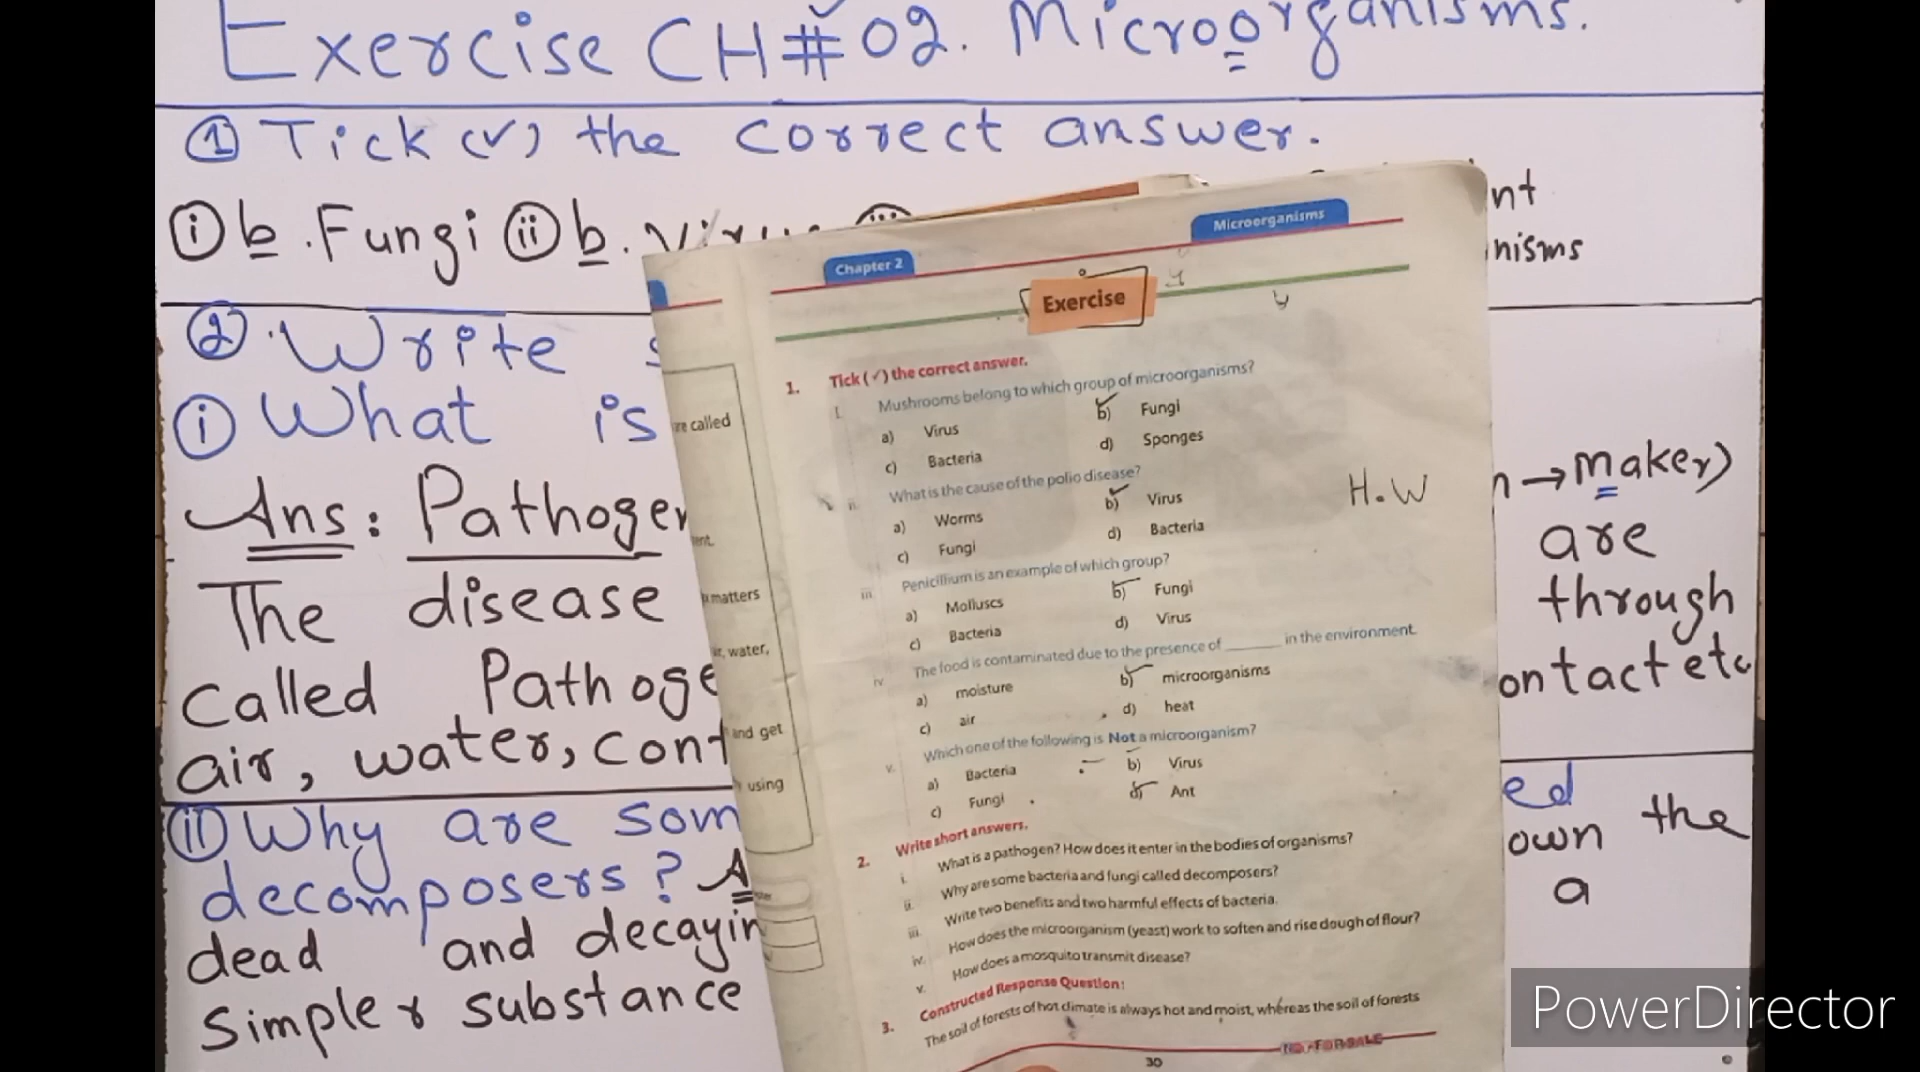 Exercise CH#02. Microorganisms.
① Tick (✓) the correct answer.
ⓘ b. Fungi ⓘⓘ b. Virus
nt
nisms
②. Write
ⓘ What is
n→maker)
Ans: Pathogen
are
The disease
through
Called Pathoge
ontact etc
air, water, cont
ⓘⓘ Why are som
ed
decomposers?
own the
dead and decayin
a
Simpler substance
are called
ent.
matters
air, water,
and get
using
Chapter 2
Microorganisms
Exercise
1. Tick (✓) the correct answer.
i. Mushrooms belong to which group of microorganisms?
a) Virus b) Fungi
c) Bacteria d) Sponges
ii. What is the cause of the polio disease?
a) Worms b) Virus
c) Fungi d) Bacteria
H.W
iii. Penicillium is an example of which group?
a) Molluscs b) Fungi
c) Bacteria d) Virus
iv. The food is contaminated due to the presence of ______ in the environment.
a) moisture b) microorganisms
c) air d) heat
v. Which one of the following is Not a microorganism?
a) Bacteria b) Virus
c) Fungi d) Ant
2. Write short answers.
i. What is a pathogen? How does it enter in the bodies of organisms?
ii. Why are some bacteria and fungi called decomposers?
iii. Write two benefits and two harmful effects of bacteria.
iv. How does the microorganism (yeast) work to soften and rise dough of flour?
v. How does a mosquito transmit disease?
3. Constructed Response Question:
The soil of forests of hot climate is always hot and moist, whereas the soil of forests
NOT FOR SALE
30
PowerDirector